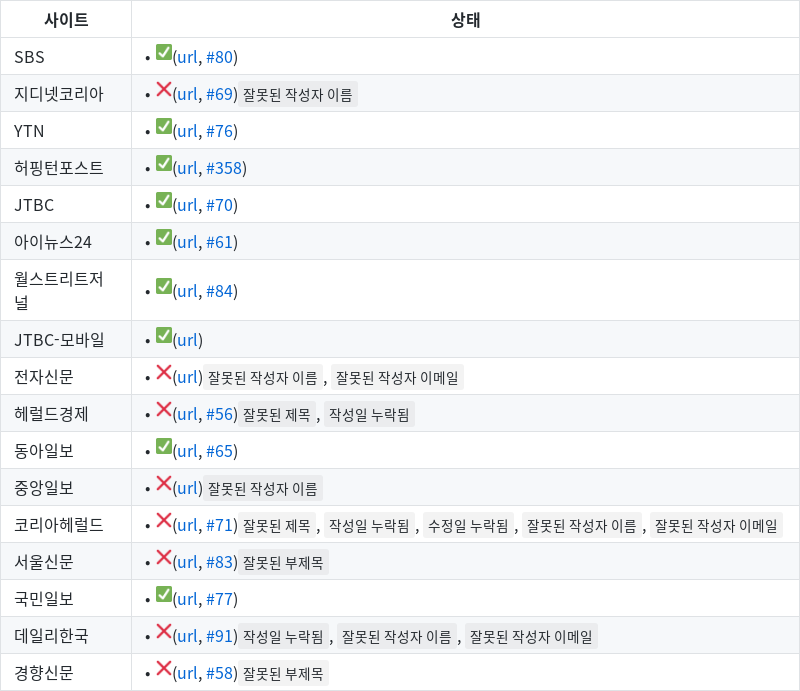 사이트 상태
SBS • ✅(url, #80)
지디넷코리아 • ❌(url, #69) 잘못된 작성자 이름
YTN • ✅(url, #76)
허핑턴포스트 • ✅(url, #358)
JTBC • ✅(url, #70)
아이뉴스24 • ✅(url, #61)
월스트리트저
널 • ✅(url, #84)
JTBC-모바일 • ✅(url)
전자신문 • ❌(url) 잘못된 작성자 이름 , 잘못된 작성자 이메일
헤럴드경제 • ❌(url, #56) 잘못된 제목 , 작성일 누락됨
동아일보 • ✅(url, #65)
중앙일보 • ❌(url) 잘못된 작성자 이름
코리아헤럴드 • ❌(url, #71) 잘못된 제목 , 작성일 누락됨 , 수정일 누락됨 , 잘못된 작성자 이름 , 잘못된 작성자 이메일
서울신문 • ❌(url, #83) 잘못된 부제목
국민일보 • ✅(url, #77)
데일리한국 • ❌(url, #91) 작성일 누락됨 , 잘못된 작성자 이름 , 잘못된 작성자 이메일
경향신문 • ❌(url, #58) 잘못된 부제목